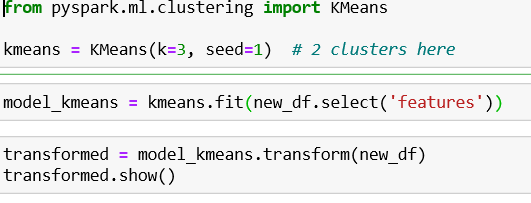 from pyspark.ml.clustering import KMeans
kmeans = KMeans(k=3, seed=1)  # 2 clusters here
model_kmeans = kmeans.fit(new_df.select('features'))
transformed = model_kmeans.transform(new_df)
transformed.show()